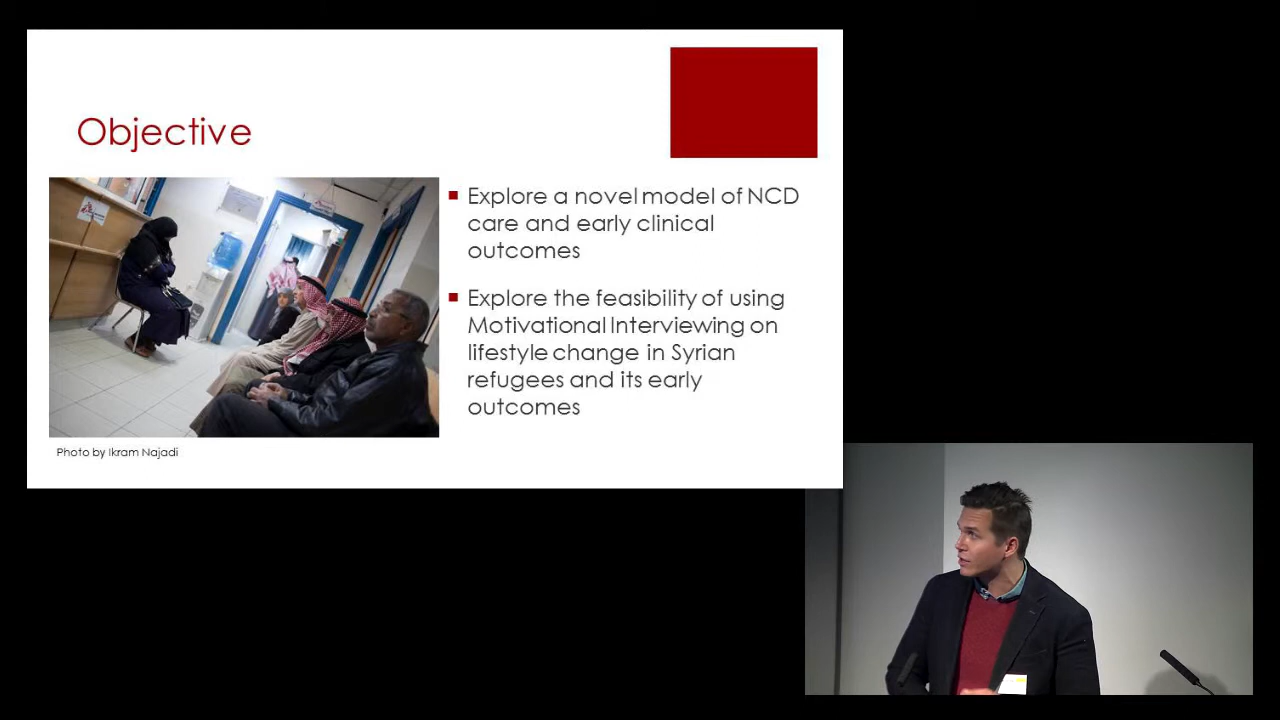 Objective
Explore a novel model of NCD
care and early clinical
outcomes
Explore the feasibility of using
Motivational Interviewing on
lifestyle change in Syrian
refugees and its early
outcomes
Photo by Ikram Najadi